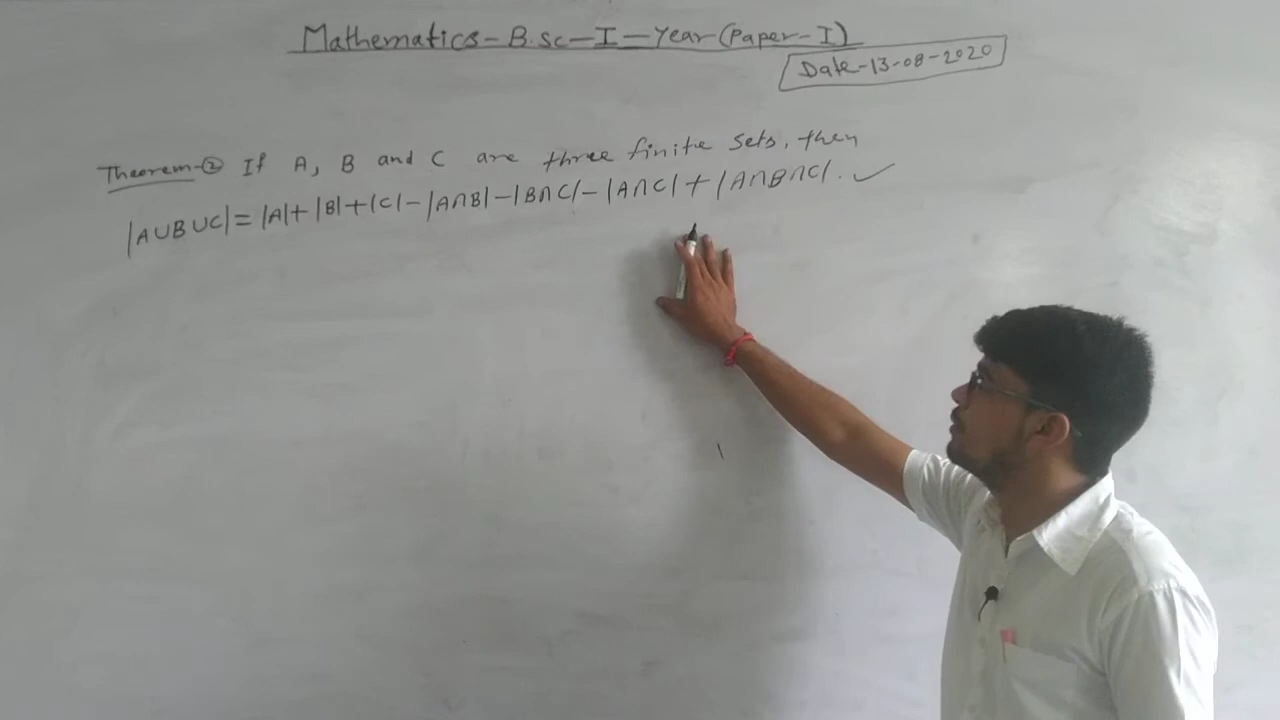 Mathematics-B.sc-I-Year(Paper-I)
Date-13-08-2020
Theorem-② If A, B and C are three finite sets, then
|A∪B∪C|=|A|+|B|+|C|-|A∩B|-|B∩C|-|A∩C|+|A∩B∩C|. ✓